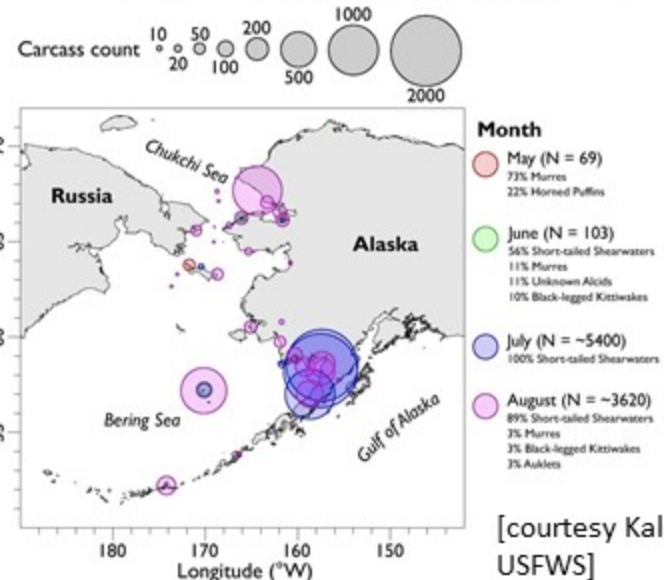 10 50 200 1000
Carcass count
20 100 500 2000
Chukchi Sea
Russia
Alaska
Bering Sea
Gulf of Alaska
180 170 160 150
Longitude (°W)
Month
May (N = 69)
73% Murres
22% Horned Puffins
June (N = 103)
56% Short-tailed Shearwaters
11% Murres
11% Unknown Alcids
10% Black-legged Kittiwakes
July (N = ~5400)
100% Short-tailed Shearwaters
August (N = ~3620)
89% Short-tailed Shearwaters
3% Murres
3% Black-legged Kittiwakes
3% Auklets
[courtesy Kal
USFWS]